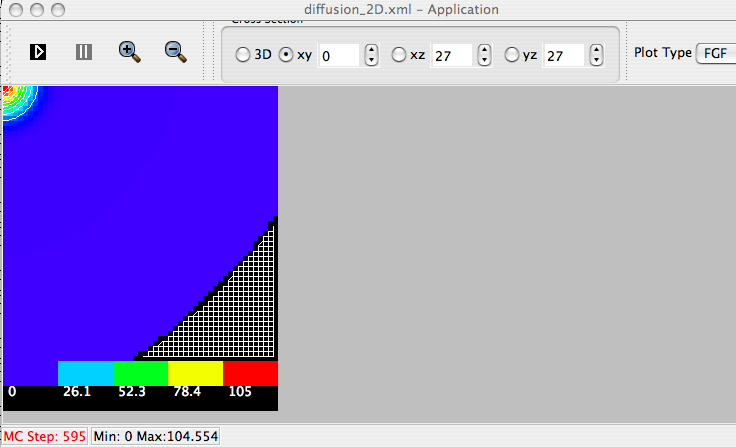 diffusion_2D.xml – Application
Cross Section
3D xy 0 xz 27 yz 27 Plot Type FGF
0 26.1 52.3 78.4 105
MC Step: 595 Min: 0 Max:104.554